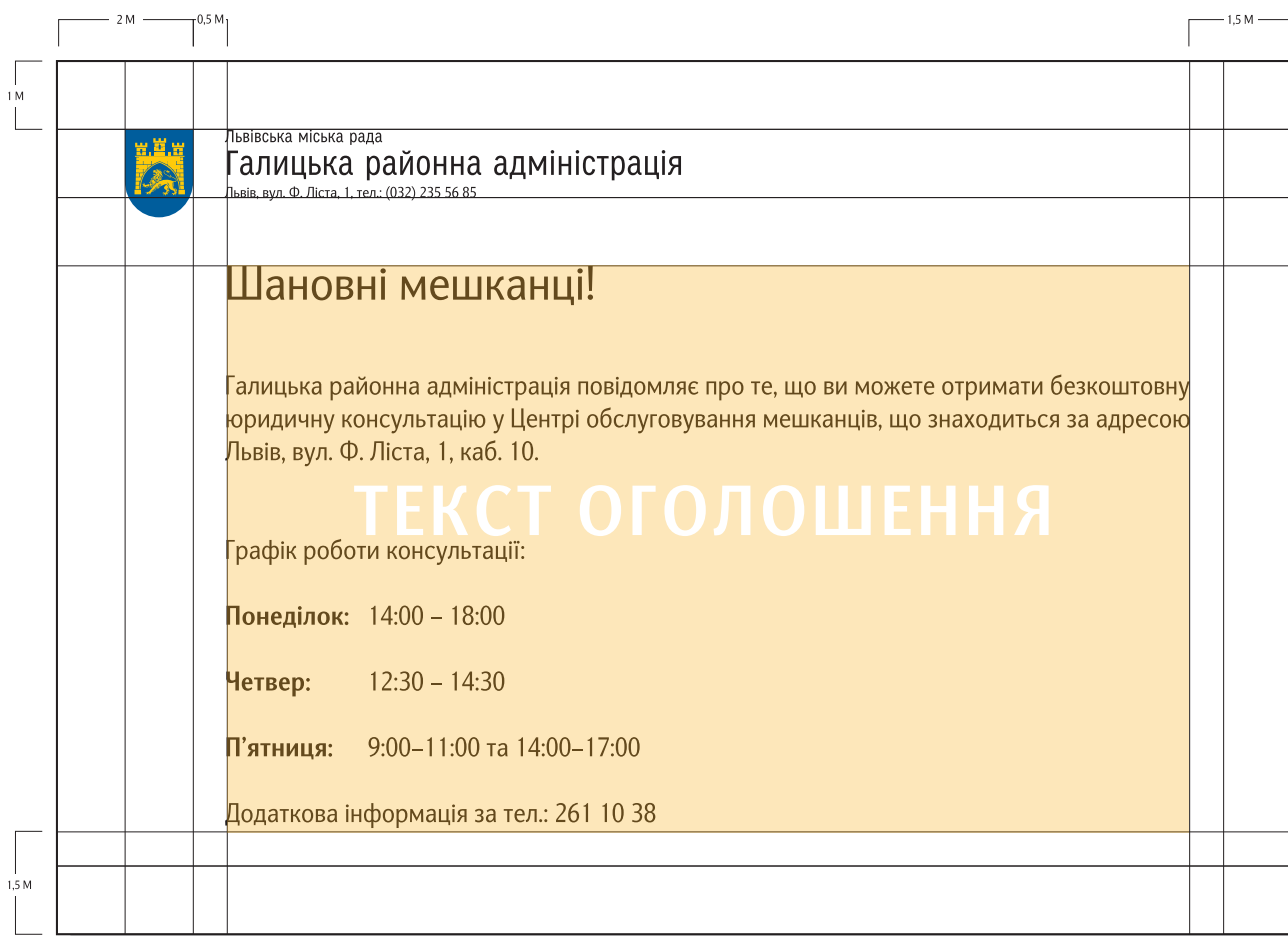 2 М
0,5 М
1,5 М
1 М
Львівська міська рада
Галицька районна адміністрація
Львів, вул. Ф. Ліста, 1, тел.: (032) 235 56 85
Шановні мешканці!
Галицька районна адміністрація повідомляє про те, що ви можете отримати безкоштовну
юридичну консультацію у Центрі обслуговування мешканців, що знаходиться за адресою
Львів, вул. Ф. Ліста, 1, каб. 10.
ТЕКСТ ОГОЛОШЕННЯ
Графік роботи консультації:
Понеділок: 14:00 – 18:00
Четвер: 12:30 – 14:30
П’ятниця: 9:00–11:00 та 14:00–17:00
Додаткова інформація за тел.: 261 10 38
1,5 М